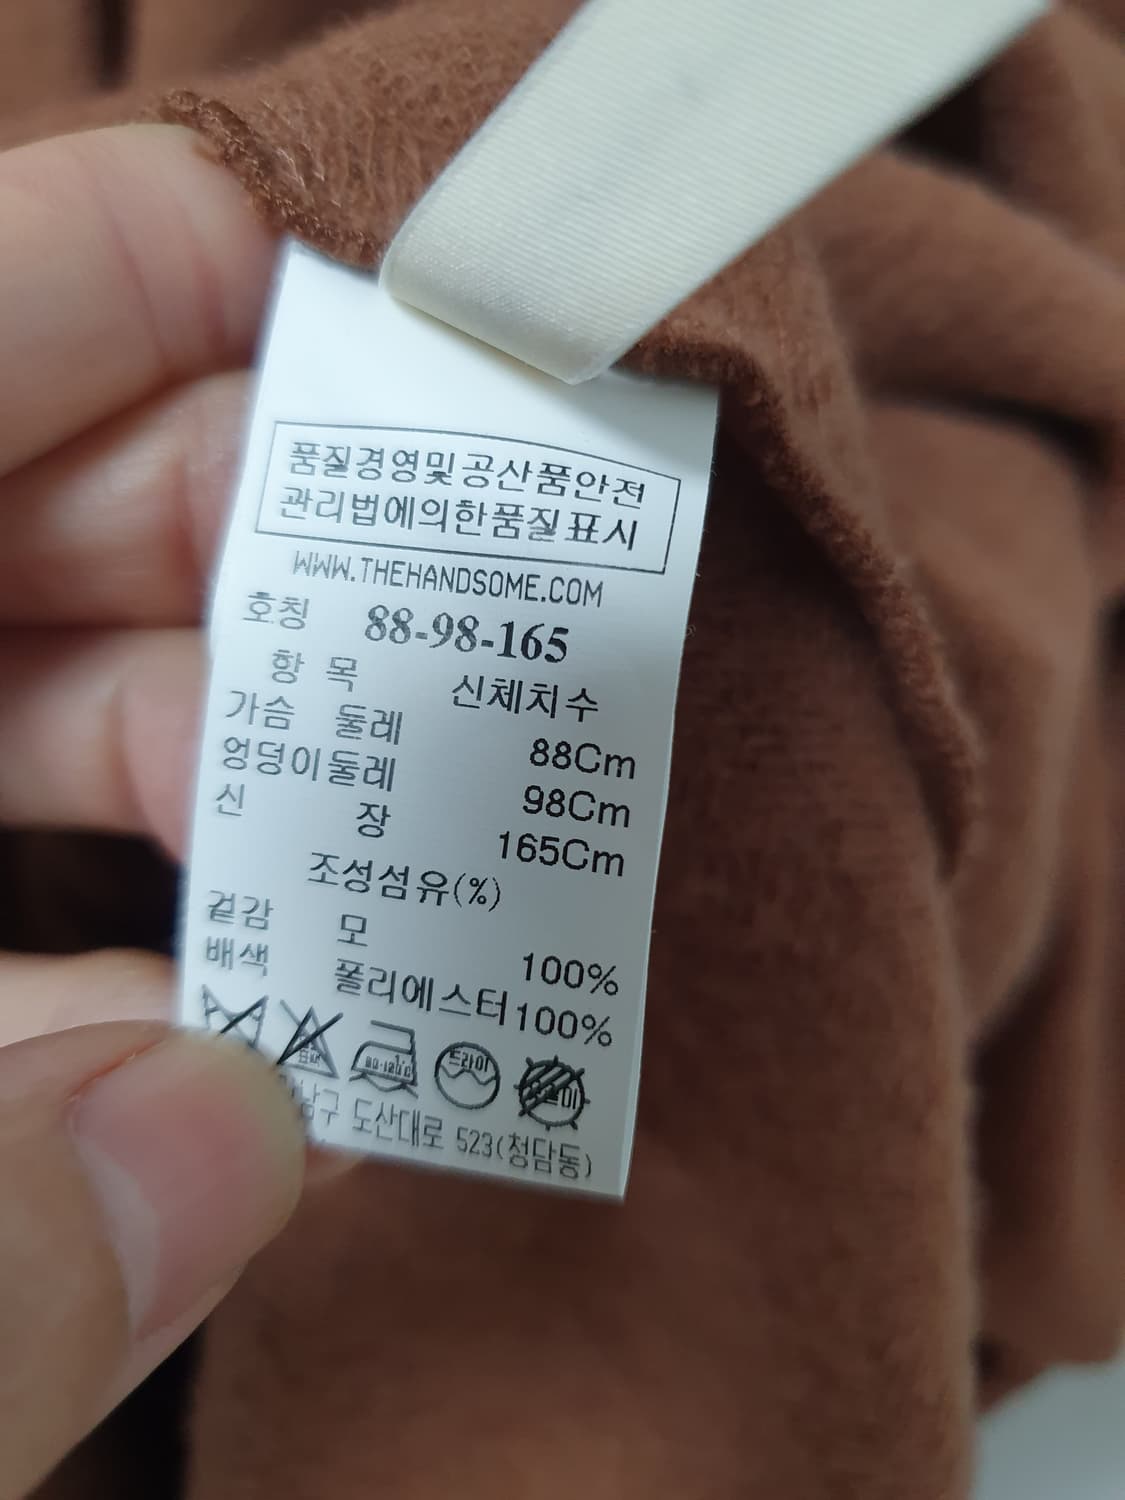 품질경영및공산품안전
관리법에의한품질표시
WWW.THEHANDSOME.COM
호칭 88-98-165
항 목 신체치수
가슴 둘레 88Cm
엉덩이둘레 98Cm
신 장 165Cm
조성섬유(%)
겉감 모 100%
배색 폴리에스터100%
드라이
남구 도산대로 523(청담동)